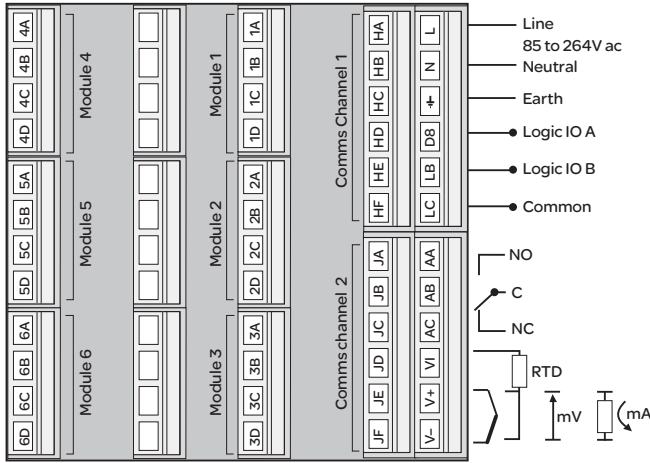 4A
4B
4C
4D
Module 4
5A
5B
5C
5D
Module 5
6A
6B
6C
6D
Module 6
Module 1
1A
1B
1C
1D
Module 2
2A
2B
2C
2D
Module 3
3A
3B
3C
3D
Comms Channel 1
HA
HB
HC
HD
HE
HF
Comms channel 2
JA
JB
JC
JD
JE
JF
L
N
D8
LB
LC
AA
AB
AC
VI
V+
V–
Line
85 to 264V ac
Neutral
Earth
Logic IO A
Logic IO B
Common
NO
C
NC
RTD
mV
mA